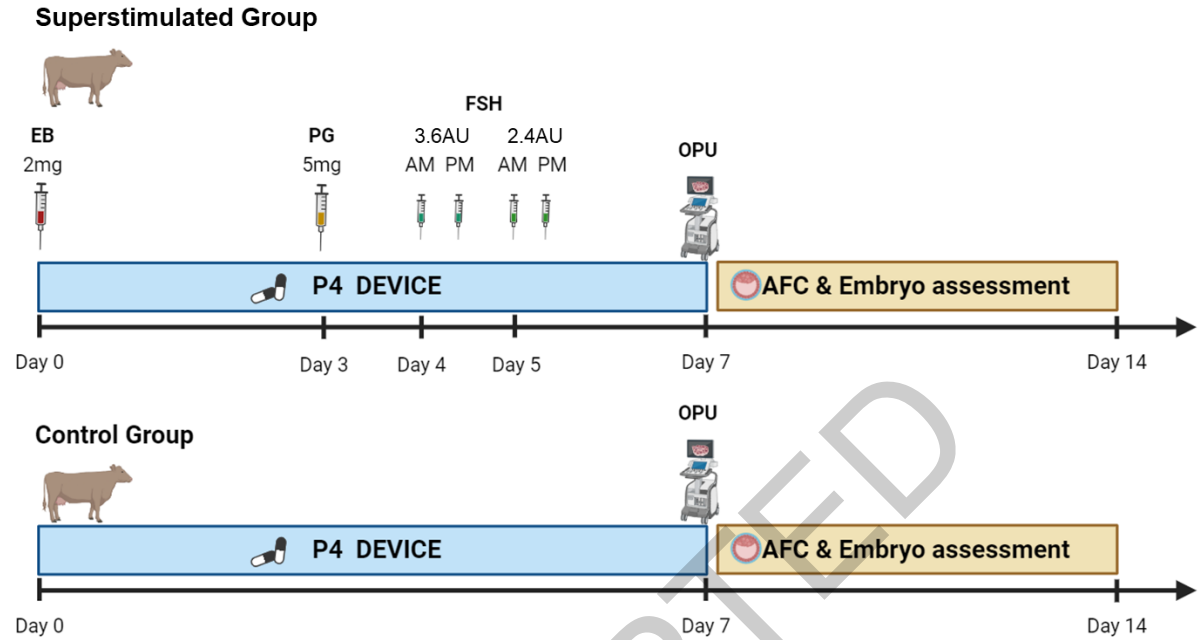 Superstimulated Group
FSH
EB
PG
3.6AU 2.4AU
OPU
2mg
5mg
AM PM AM PM
P4 DEVICE
AFC & Embryo assessment
Day 0
Day 3
Day 4
Day 5
Day 7
Day 14
OPU
Control Group
P4 DEVICE
AFC & Embryo assessment
Day 0
Day 7
Day 14